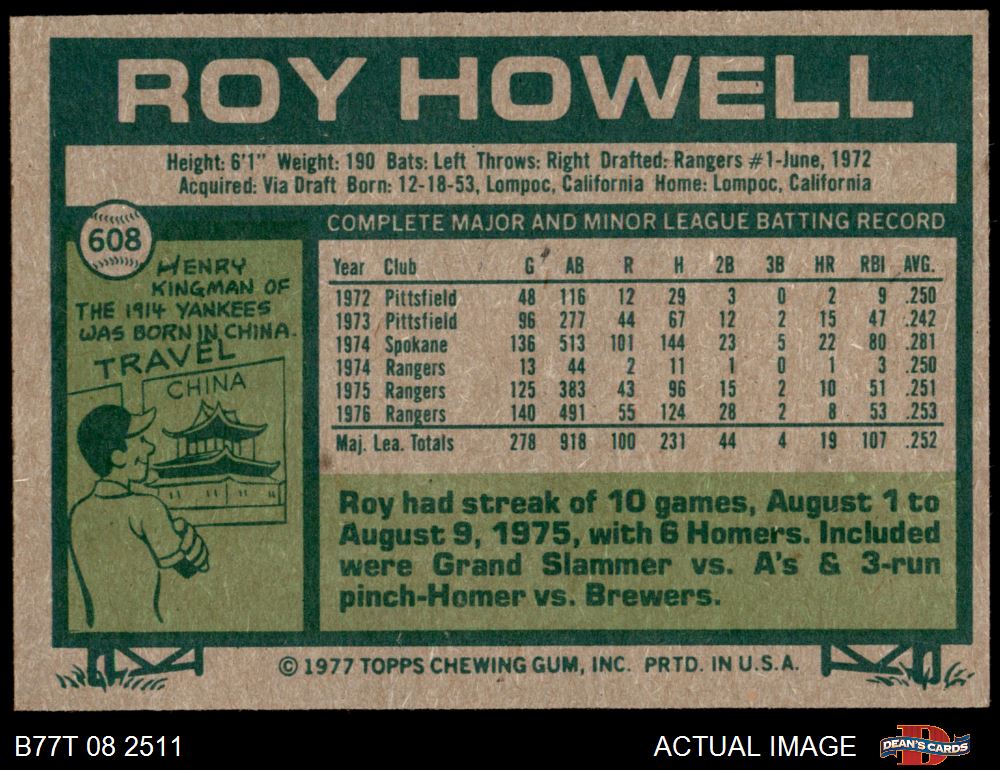 ROY HOWELL
Height: 6'1" Weight: 190 Bats: Left Throws: Right Drafted: Rangers #1-June, 1972
Acquired: Via Draft Born: 12-18-53, Lompoc, California Home: Lompoc, California
608
HENRY
KINGMAN OF
THE 1914 YANKEES
WAS BORN IN CHINA.
TRAVEL
CHINA
COMPLETE MAJOR AND MINOR LEAGUE BATTING RECORD
Year Club G AB R H 2B 3B HR RBI AVG.
1972 Pittsfield 48 116 12 29 3 0 2 9 .250
1973 Pittsfield 96 277 44 67 12 2 15 47 .242
1974 Spokane 136 513 101 144 23 5 22 80 .281
1974 Rangers 13 44 2 11 1 0 1 3 .250
1975 Rangers 125 383 43 96 15 2 10 51 .251
1976 Rangers 140 491 55 124 28 2 8 53 .253
Maj. Lea. Totals 278 918 100 231 44 4 19 107 .252
Roy had streak of 10 games, August 1 to
August 9, 1975, with 6 Homers. Included
were Grand Slammer vs. A's & 3-run
pinch-Homer vs. Brewers.
© 1977 TOPPS CHEWING GUM, INC. PRTD. IN U.S.A.
B77T 08 2511
ACTUAL IMAGE
D
DEAN'S CARDS